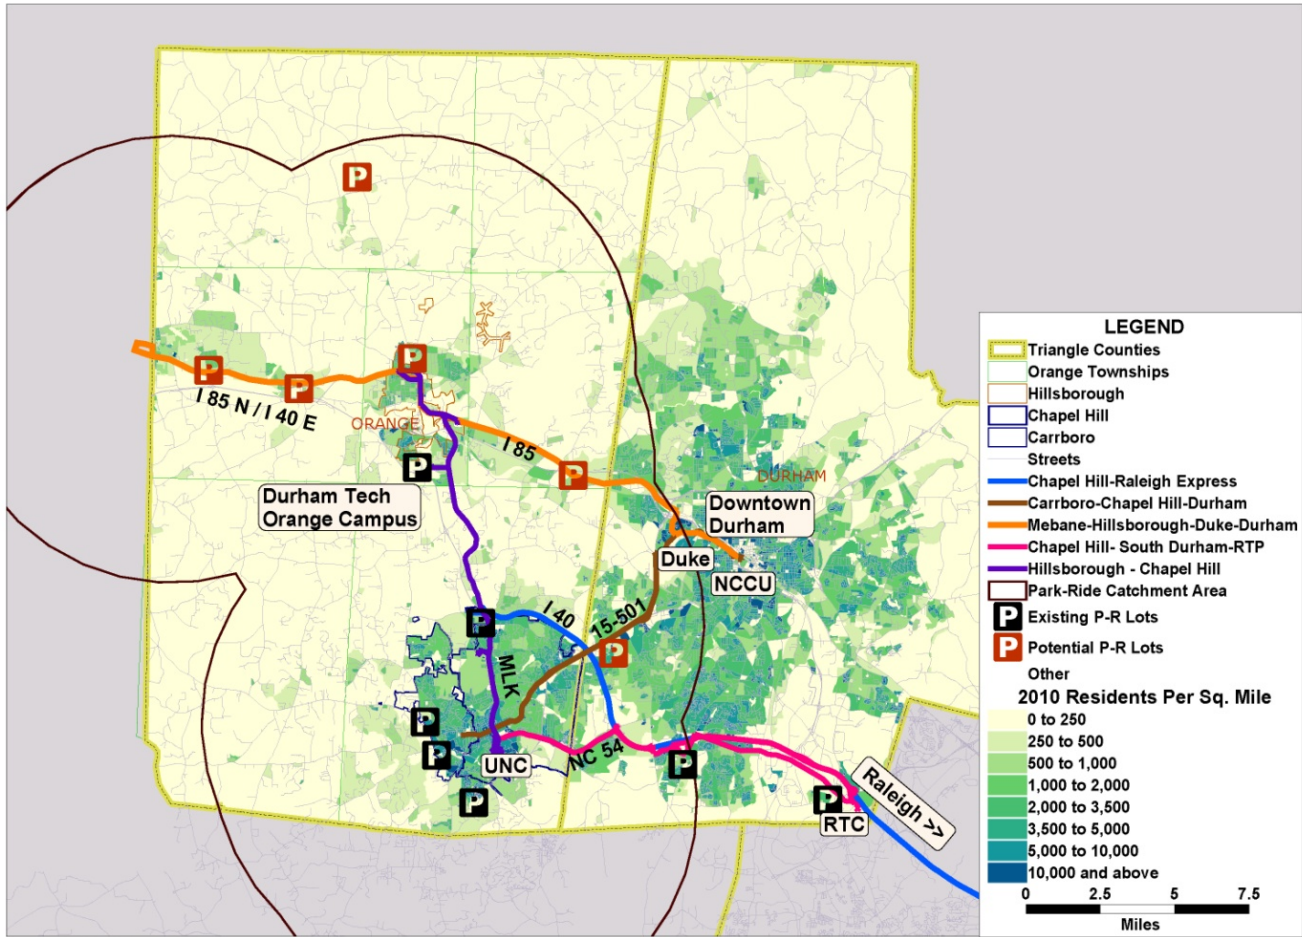 P
P
P
P
I 85 N / I 40 E
ORANGE
I 85
P
P
DURHAM
Durham Tech
Orange Campus
Downtown
Durham
Duke
NCCU
P
I 40
15-501
P
MLK
P
P
UNC
NC 54
P
P
P
RTC
Raleigh >>
LEGEND
Triangle Counties
Orange Townships
Hillsborough
Chapel Hill
Carrboro
Streets
Chapel Hill-Raleigh Express
Carrboro-Chapel Hill-Durham
Mebane-Hillsborough-Duke-Durham
Chapel Hill- South Durham-RTP
Hillsborough - Chapel Hill
Park-Ride Catchment Area
P Existing P-R Lots
P Potential P-R Lots
Other
2010 Residents Per Sq. Mile
0 to 250
250 to 500
500 to 1,000
1,000 to 2,000
2,000 to 3,500
3,500 to 5,000
5,000 to 10,000
10,000 and above
0 2.5 5 7.5
Miles